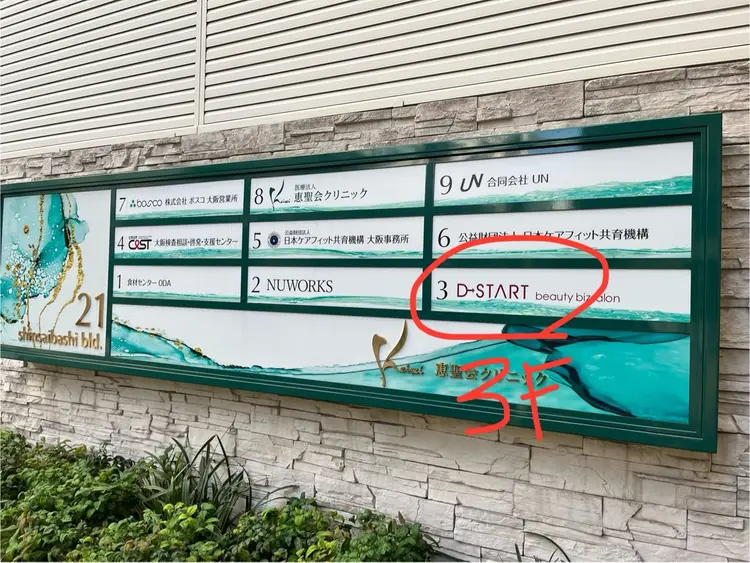 7 bosco 株式会社 ボスコ 大阪営業所
8 Keisei 医療法人 恵聖会クリニック
9 UN 合同会社 UN
4 CEST 大阪検査相談・啓発・支援センター
5 公益財団法人 日本ケアフィット共育機構 大阪事務所
6 公益財団法人 日本ケアフィット共育機構
1 食材センター ODA
2 NUWORKS
3 D→START beauty biz salon
21
shinsaibashi bld.
Keisei 恵聖会クリニック
3F